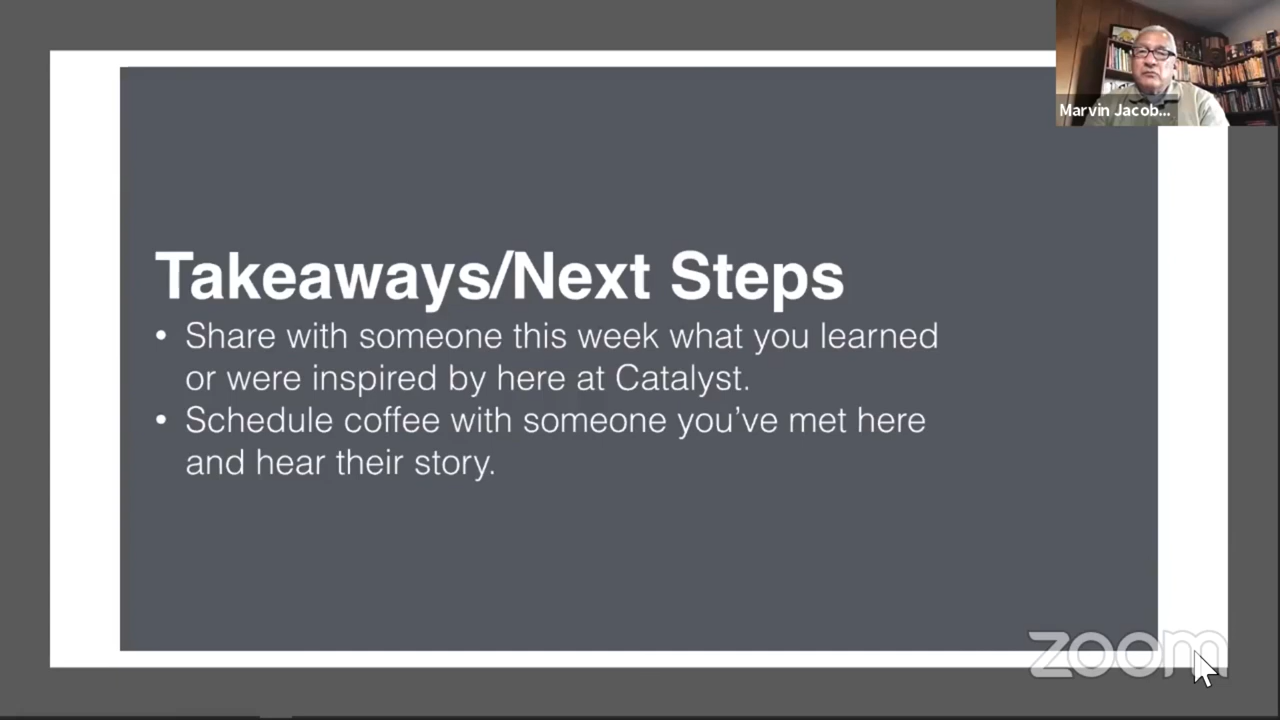 Marvin Jacob...
Takeaways/Next Steps
• Share with someone this week what you learned
or were inspired by here at Catalyst.
• Schedule coffee with someone you’ve met here
and hear their story.
zoom